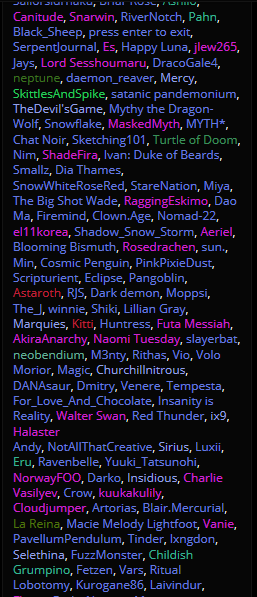 Canitude, Snarwin, RiverNotch, Pahn,
Black_Sheep, press enter to exit,
SerpentJournal, Es, Happy Luna, jlew265,
Jays, Lord Sesshoumaru, DracoGale4,
neptune, daemon_reaver, Mercy,
SkittlesAndSpike, satanic pandemonium,
TheDevil'sGame, Mythy the Dragon-
Wolf, Snowflake, MaskedMyth, MYTH*,
Chat Noir, Sketching101, Turtle of Doom,
Nim, ShadeFira, Ivan: Duke of Beards,
Smallz, Dia Thames,
SnowWhiteRoseRed, StareNation, Miya,
The Big Shot Wade, RaggingEskimo, Dao
Ma, Firemind, Clown.Age, Nomad-22,
el11korea, Shadow_Snow_Storm, Aeriel,
Blooming Bismuth, Rosedrachen, sun.,
Min, Cosmic Penguin, PinkPixieDust,
Scripturient, Eclipse, Pangoblin,
Astaroth, RJS, Dark demon, Moppsi,
The_J, winnie, Shiki, Lillian Gray,
Marquies, Kitti, Huntress, Futa Messiah,
AkiraAnarchy, Naomi Tuesday, slayerbat,
neobendium, M3nty, Rithas, Vio, Volo
Morior, Magic, Churchillnitrous,
DANAsaur, Dmitry, Venere, Tempesta,
For_Love_And_Chocolate, Insanity is
Reality, Walter Swan, Red Thunder, ix9,
Halaster
Andy, NotAllThatCreative, Sirius, Luxii,
Eru, Ravenbelle, Yuuki_Tatsunohi,
NorwayFOO, Darko, Insidious, Charlie
Vasilyev, Crow, kuukakulily,
Cloudjumper, Artorias, Blair.Mercurial,
La Reina, Macie Melody Lightfoot, Vanie,
PavellumPendulum, Tinder, Ixngdon,
Selethina, FuzzMonster, Childish
Grumpino, Fetzen, Vars, Ritual
Lobotomy, Kurogane86, Laivindur,